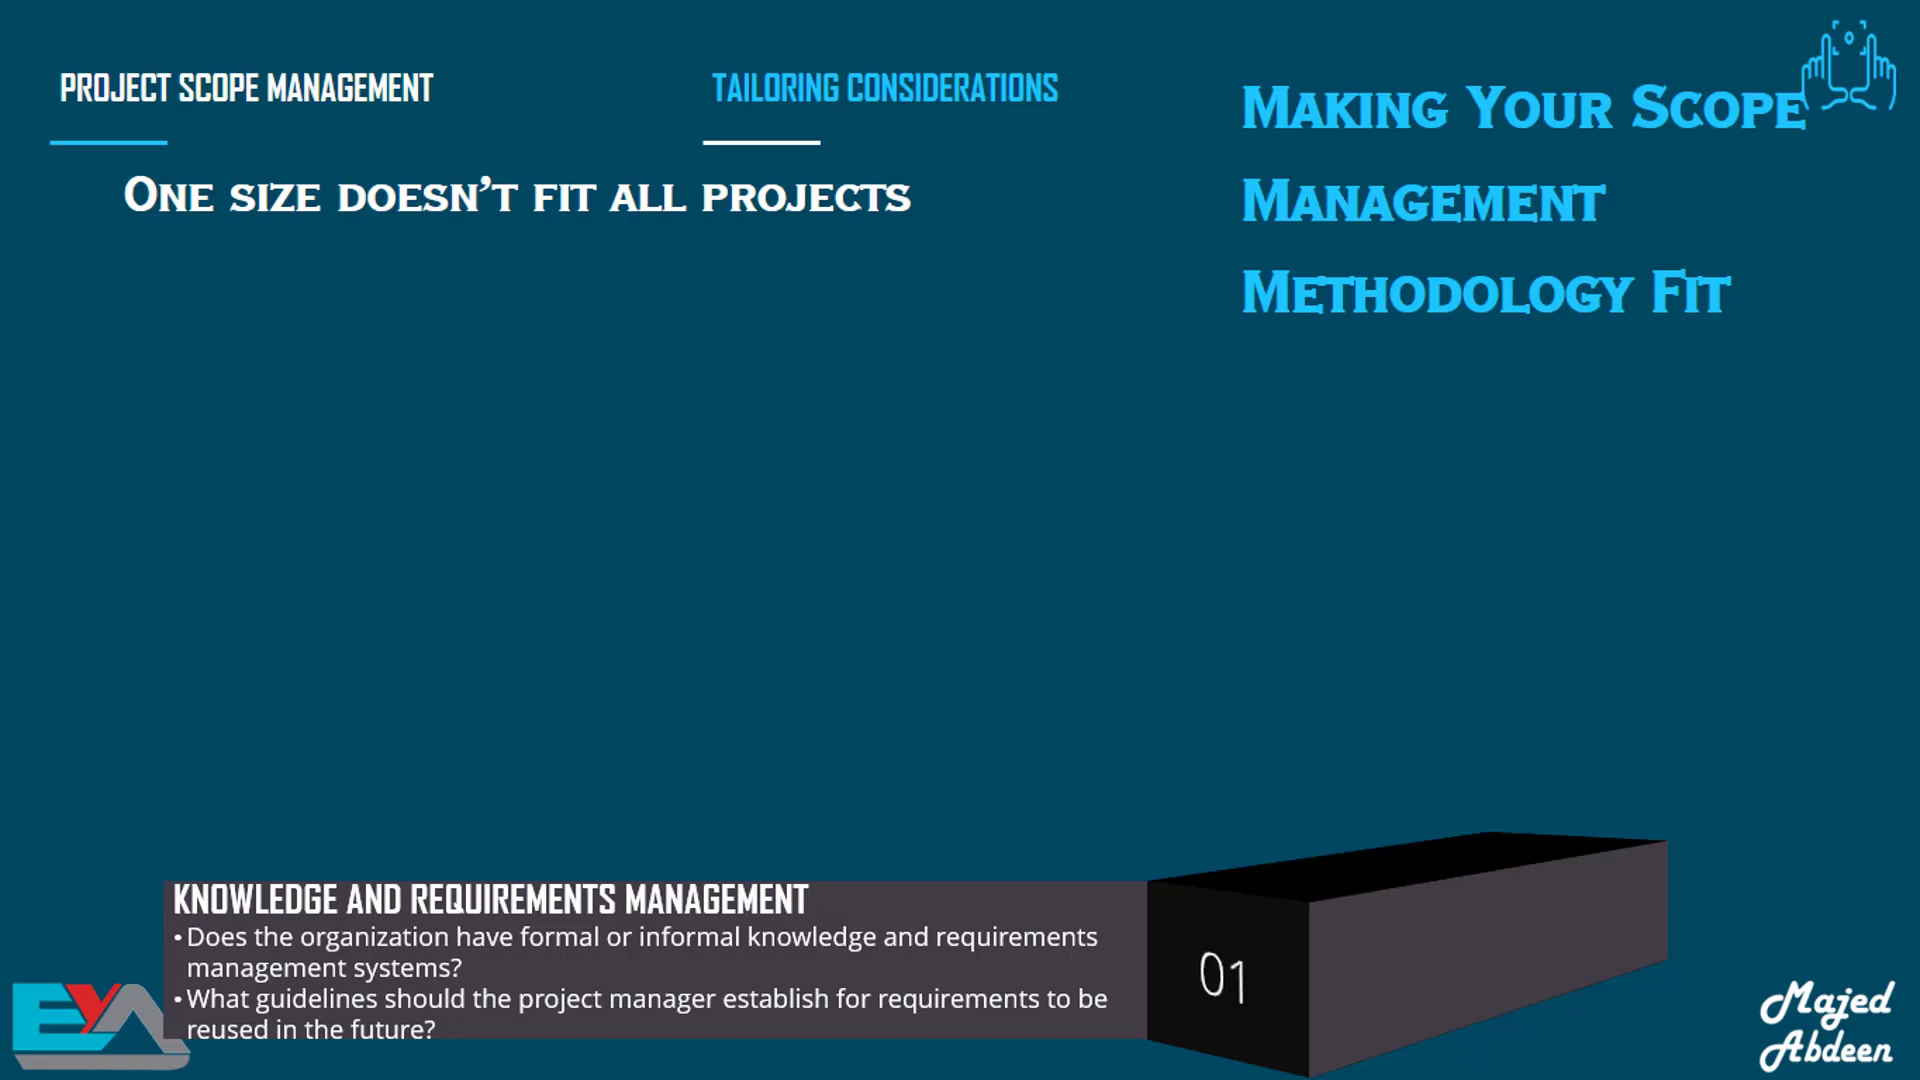 PROJECT SCOPE MANAGEMENT
TAILORING CONSIDERATIONS
MAKING YOUR SCOPE
MANAGEMENT
METHODOLOGY FIT
ONE SIZE DOESN'T FIT ALL PROJECTS
KNOWLEDGE AND REQUIREMENTS MANAGEMENT
• Does the organization have formal or informal knowledge and requirements
management systems?
• What guidelines should the project manager establish for requirements to be
reused in the future?
01
EYA
Majed
Abdeen